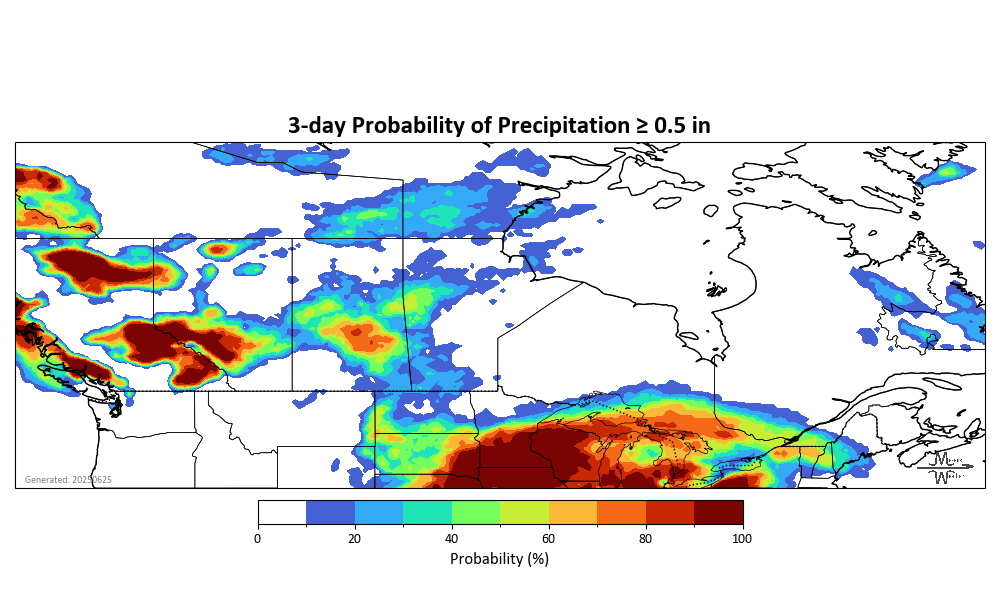 3-day Probability of Precipitation ≥ 0.5 in
Generated: 20250625
0 20 40 60 80 100
Probability (%)